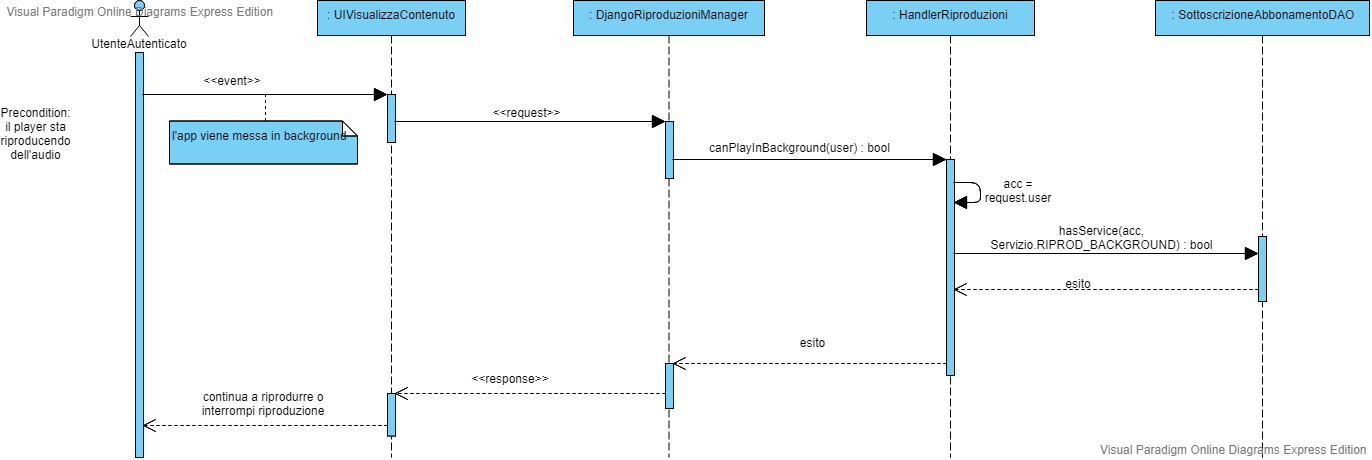 Visual Paradigm Online Diagrams Express Edition
: UIVisualizzaContenuto
: DjangoRiproduzioniManager
: HandlerRiproduzioni
: SottoscrizioneAbbonamentoDAO
UtenteAutenticato
<<event>>
Precondition:
il player sta
riproducendo
dell'audio
l'app viene messa in background
<<request>>
canPlayInBackground(user) : bool
acc =
request.user
hasService(acc,
Servizio.RIPROD_BACKGROUND) : bool
esito
esito
<<response>>
continua a riprodurre o
interrompi riproduzione
Visual Paradigm Online Diagrams Express Edition